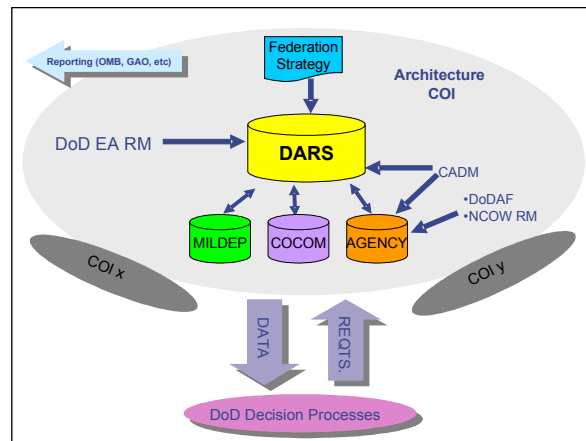 Reporting (OMB, GAO, etc)
Federation
Strategy
Architecture
COI
DoD EA RM
DARS
CADM
•DoDAF
•NCOW RM
MILDEP
COCOM
AGENCY
COI x
COI y
DATA
REQTS.
DoD Decision Processes